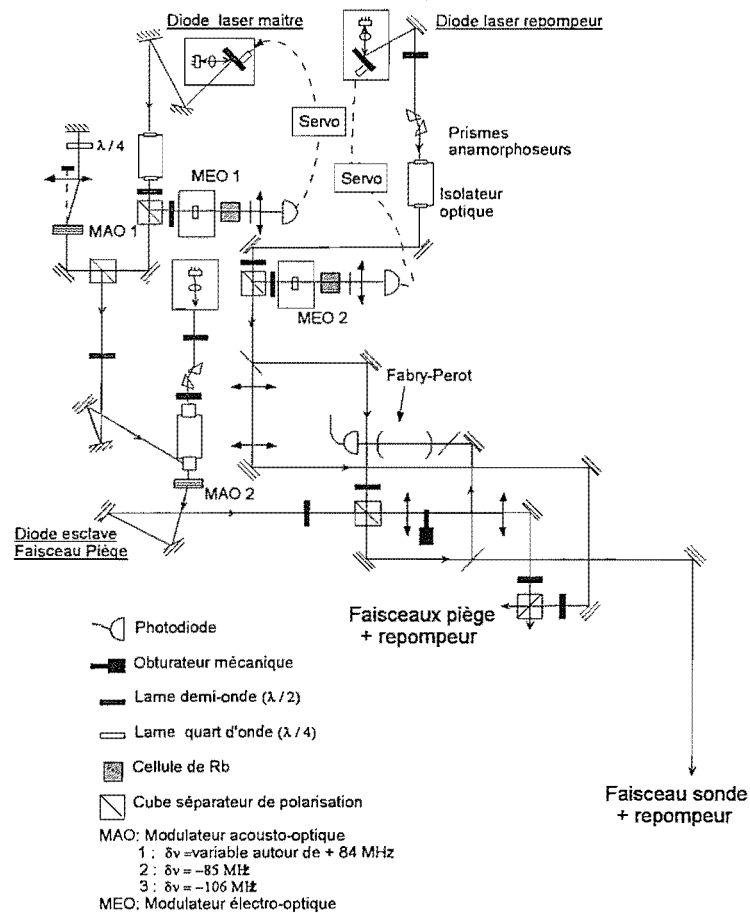 Diode laser maitre
Diode laser repompeur
Servo
λ/4
Prismes
anamorphoseurs
MEO 1
Servo
Isolateur
optique
MAO 1
MEO 2
Fabry-Perot
MAO 2
Diode esclave
Faisceau Piège
Faisceaux piège
+ repompeur
Photodiode
Obturateur mécanique
Lame demi-onde (λ/2)
Lame quart d'onde (λ/4)
Cellule de Rb
Cube séparateur de polarisation
Faisceau sonde
+ repompeur
MAO: Modulateur acousto-optique
1 : δν =variable autour de + 84 MHz
2 : δν = −85 MHz
3 : δν = −106 MHz
MEO: Modulateur électro-optique